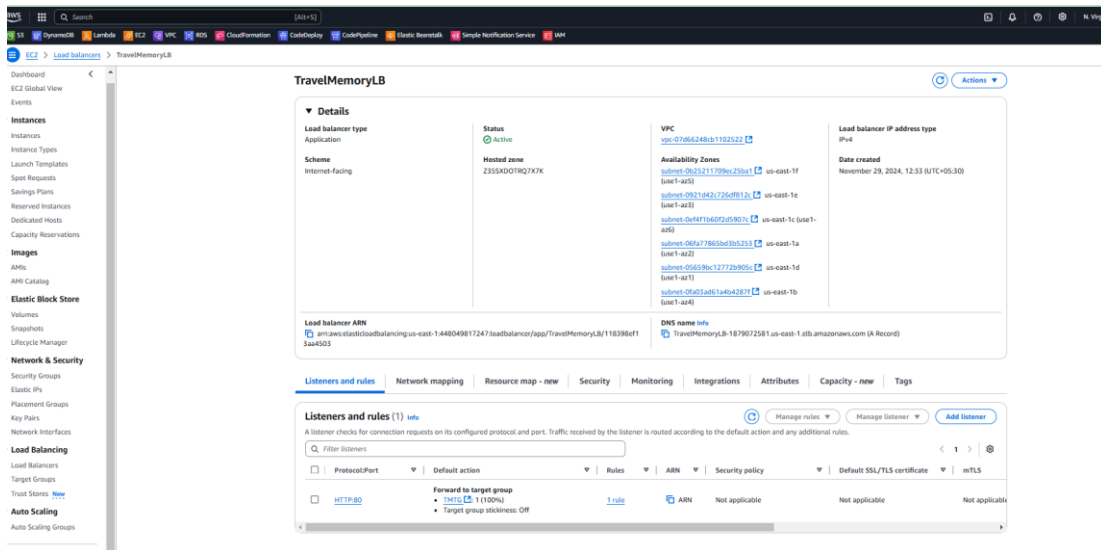 aws
Search
[Alt+S]
N. Virg
S3 DynamoDB Lambda EC2 VPC RDS CloudFormation CodeDeploy CodePipeline Elastic Beanstalk Simple Notification Service IAM
EC2 > Load balancers > TravelMemoryLB
Dashboard
EC2 Global View
Events
Instances
Instances
Instance Types
Launch Templates
Spot Requests
Savings Plans
Reserved Instances
Dedicated Hosts
Capacity Reservations
Images
AMIs
AMI Catalog
Elastic Block Store
Volumes
Snapshots
Lifecycle Manager
Network & Security
Security Groups
Elastic IPs
Placement Groups
Key Pairs
Network Interfaces
Load Balancing
Load Balancers
Target Groups
Trust Stores New
Auto Scaling
Auto Scaling Groups
TravelMemoryLB
Actions
Details
Load balancer type
Application
Status
Active
VPC
vpc-07d66248cb1102522
Load balancer IP address type
IPv4
Scheme
Internet-facing
Hosted zone
Z35SXDOTRQ7X7K
Availability Zones
subnet-0b25211709ec25ba1 us-east-1f
(use1-az5)
subnet-0921d42c726df812c us-east-1e
(use1-az3)
subnet-0ef4f1b60f2d5907c us-east-1c (use1-
az6)
subnet-06fa77865bd3b5253 us-east-1a
(use1-az2)
subnet-05659bc12772b905c us-east-1d
(use1-az1)
subnet-0fa03ad61a4b4287f us-east-1b
(use1-az4)
Date created
November 29, 2024, 12:33 (UTC+05:30)
Load balancer ARN
arn:aws:elasticloadbalancing:us-east-1:448049817247:loadbalancer/app/TravelMemoryLB/118398ef1
3aa4503
DNS name Info
TravelMemoryLB-1879072581.us-east-1.elb.amazonaws.com (A Record)
Listeners and rules Network mapping Resource map - new Security Monitoring Integrations Attributes Capacity - new Tags
Listeners and rules (1) Info
Manage rules Manage listener Add listener
A listener checks for connection requests on its configured protocol and port. Traffic received by the listener is routed according to the default action and any additional rules.
Filter listeners
1
Protocol:Port Default action Rules ARN Security policy Default SSL/TLS certificate mTLS
HTTP:80
Forward to target group
• TMTG : 1 (100%)
• Target group stickiness: Off
1 rule
ARN
Not applicable
Not applicable
Not applicable